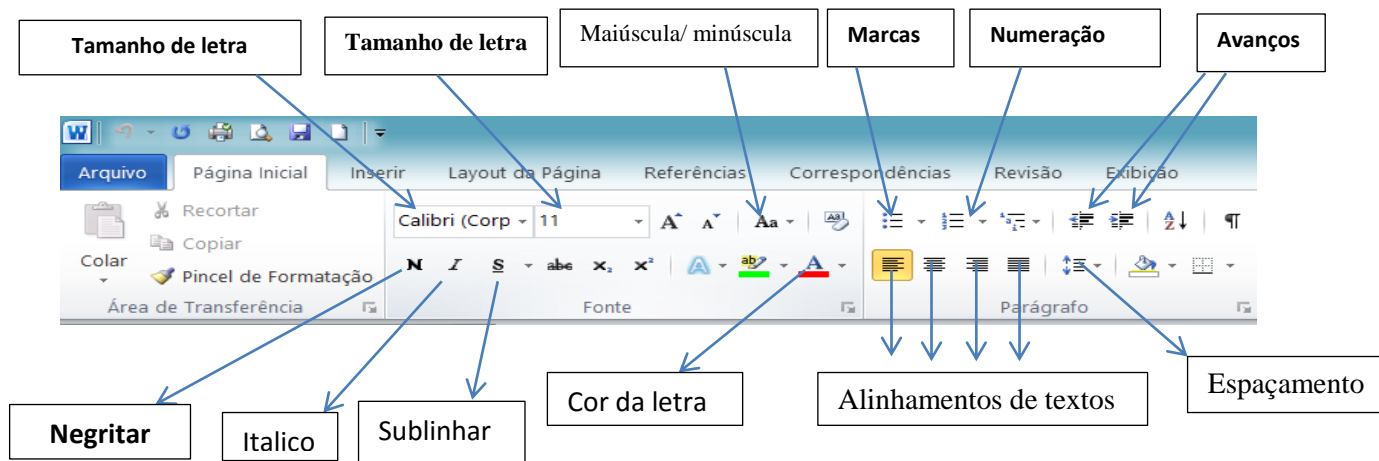 Tamanho de letra
Tamanho de letra
Maiúscula/ minúscula
Marcas
Numeração
Avanços
W
Arquivo Página Inicial Inserir Layout da Página Referências Correspondências Revisão Exibição
Recortar
Calibri (Corp 11
Copiar
Colar
Pincel de Formatação
N I S abc x₂ x²
Área de Transferência Fonte Parágrafo
Negritar
Italico
Sublinhar
Cor da letra
Alinhamentos de textos
Espaçamento